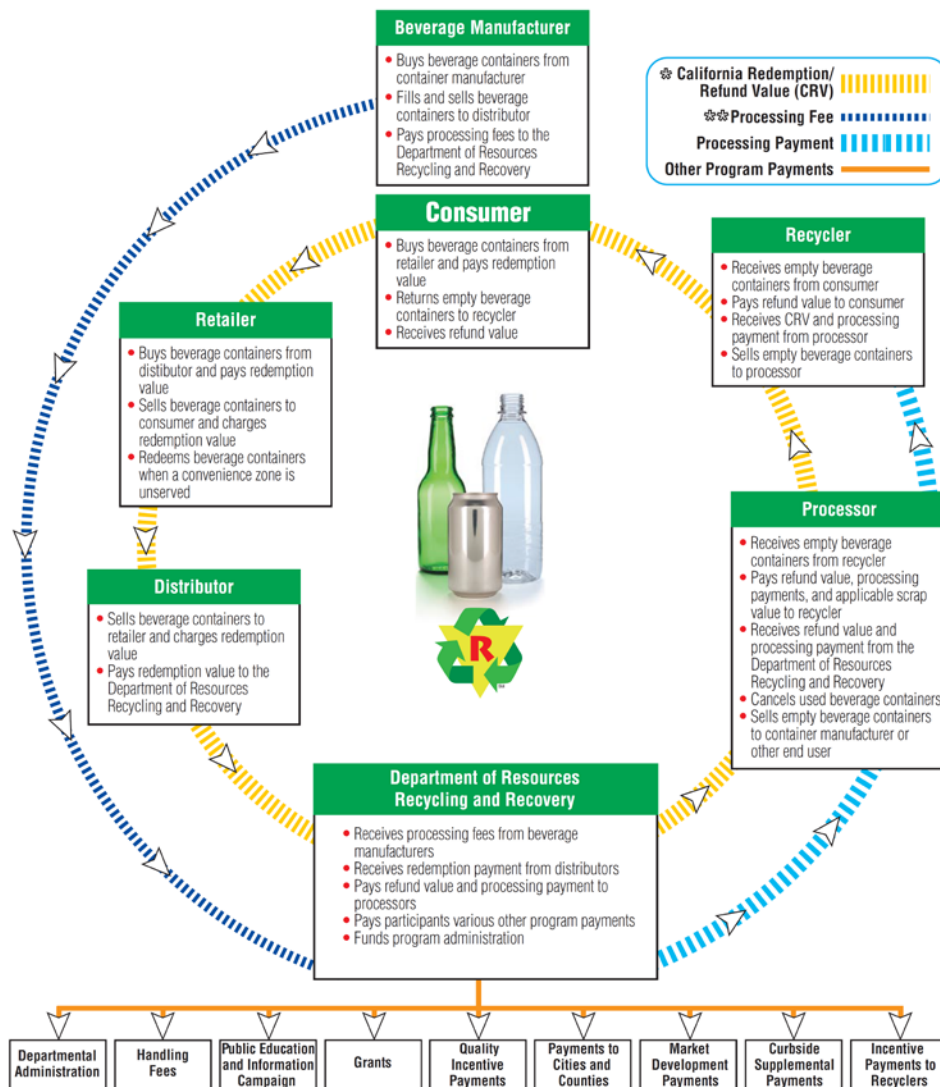 Beverage Manufacturer
• Buys beverage containers from
container manufacturer
• Fills and sells beverage
containers to distributor
• Pays processing fees to the
Department of Resources
Recycling and Recovery
* California Redemption/
Refund Value (CRV)
**Processing Fee
Processing Payment
Other Program Payments
Consumer
• Buys beverage containers from
retailer and pays redemption
value
• Returns empty beverage
containers to recycler
• Receives refund value
Recycler
• Receives empty beverage
containers from consumer
• Pays refund value to consumer
• Receives CRV and processing
payment from processor
• Sells empty beverage containers
to processor
Retailer
• Buys beverage containers from
distibutor and pays redemption
value
• Sells beverage containers to
consumer and charges
redemption value
• Redeems beverage containers
when a convenience zone is
unserved
Processor
• Receives empty beverage
containers from recycler
• Pays refund value, processing
payments, and applicable scrap
value to recycler
• Receives refund value and
processing payment from the
Department of Resources
Recycling and Recovery
• Cancels used beverage containers
• Sells empty beverage containers
to container manufacturer or
other end user
Distributor
• Sells beverage containers to
retailer and charges redemption
value
• Pays redemption value to the
Department of Resources
Recycling and Recovery
R
Department of Resources
Recycling and Recovery
• Receives processing fees from beverage
manufacturers
• Receives redemption payment from distributors
• Pays refund value and processing payment to
processors
• Pays participants various other program payments
• Funds program administration
Departmental
Administration
Handling
Fees
Public Education
and Information
Campaign
Grants
Quality
Incentive
Payments
Payments to
Cities and
Counties
Market
Development
Payments
Curbside
Supplemental
Payments
Incentive
Payments to
Recyclers